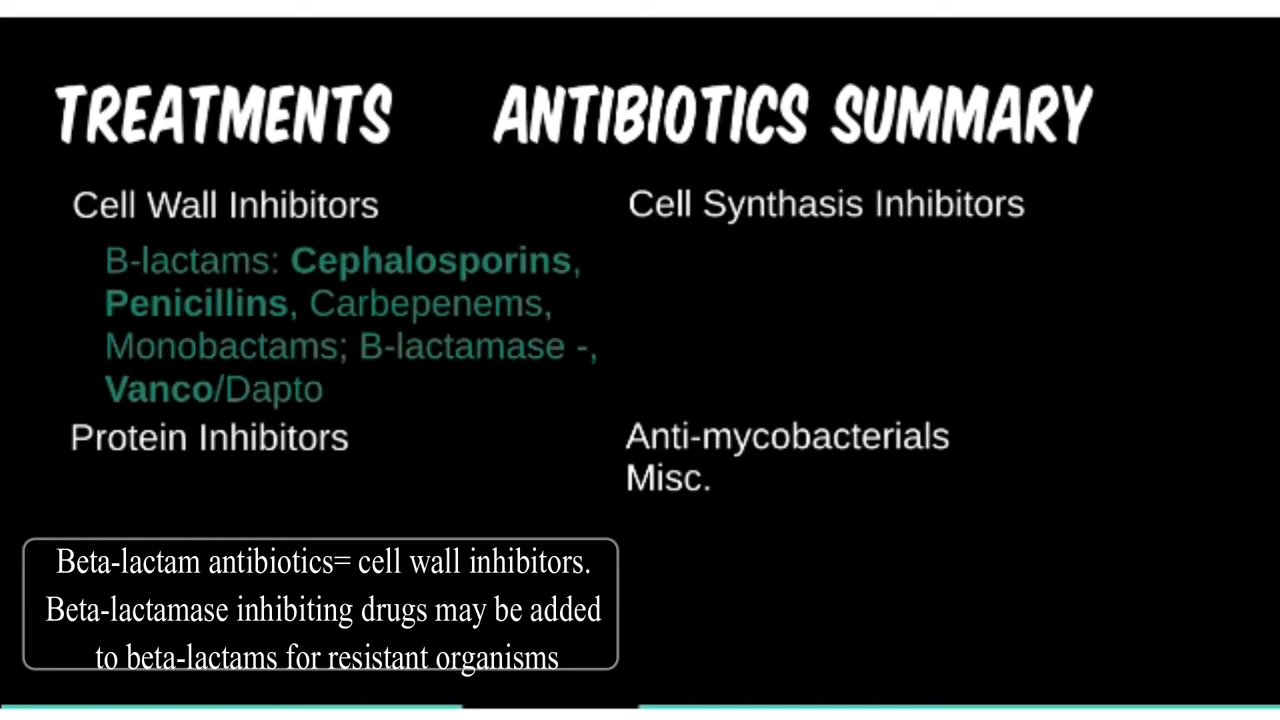 TREATMENTS ANTIBIOTICS SUMMARY
Cell Wall Inhibitors
B-lactams: Cephalosporins,
Penicillins, Carbepenems,
Monobactams; B-lactamase -,
Vanco/Dapto
Protein Inhibitors
Cell Synthasis Inhibitors
Anti-mycobacterials
Misc.
Beta-lactam antibiotics= cell wall inhibitors.
Beta-lactamase inhibiting drugs may be added
to beta-lactams for resistant organisms